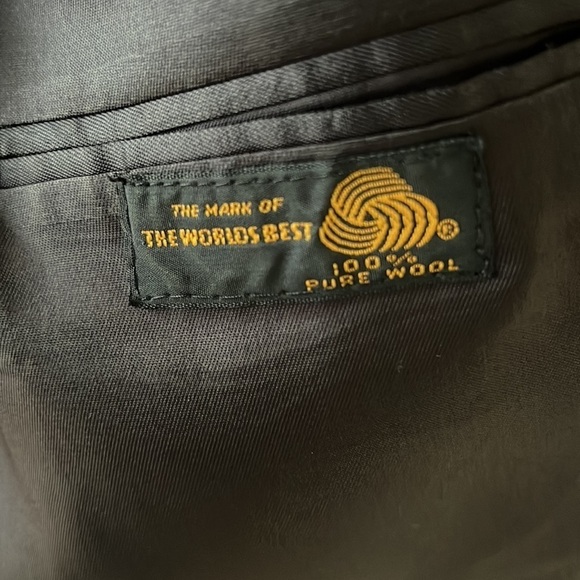 THE MARK OF
THE WORLDS BEST
®
100%
PURE WOOL